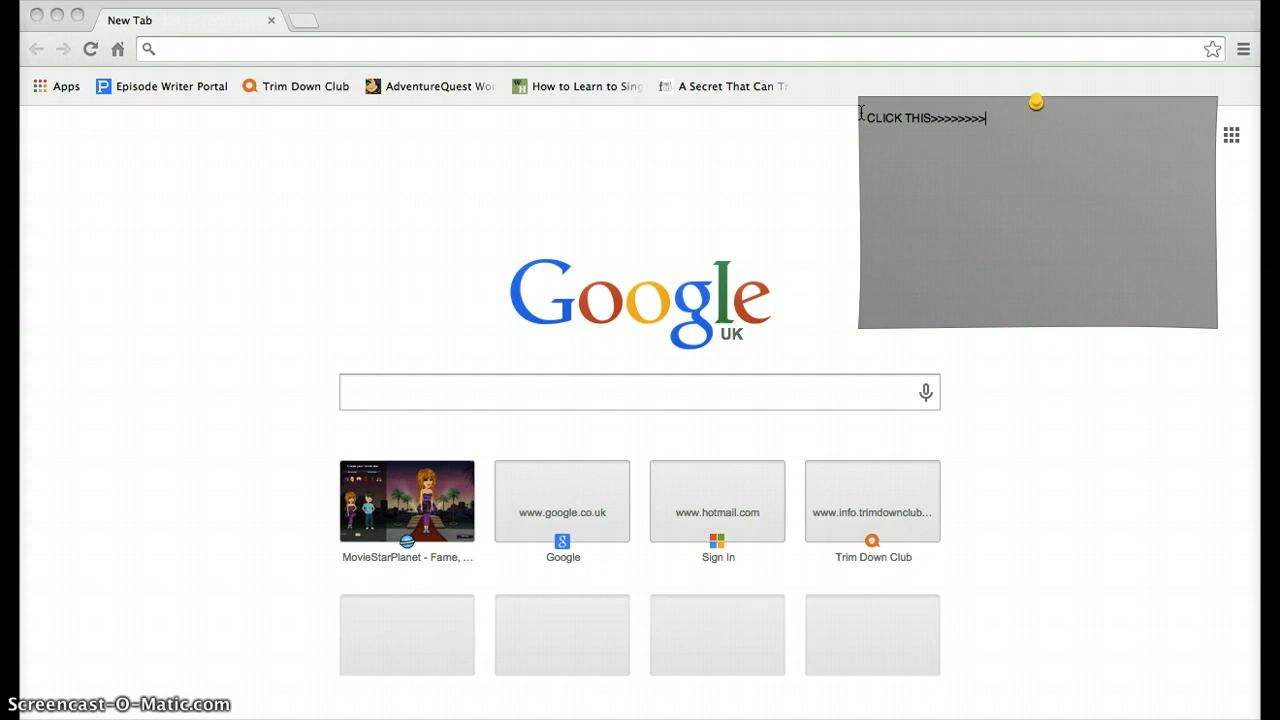 New Tab
Apps
Episode Writer Portal
Trim Down Club
AdventureQuest Wor
How to Learn to Sing
A Secret That Can Tr
CLICK THIS>>>>>>>>
Google
UK
www.google.co.uk
www.hotmail.com
www.info.trimdownclub...
MovieStarPlanet - Fame, ...
Google
Sign In
Trim Down Club
Screencast-O-Matic.com